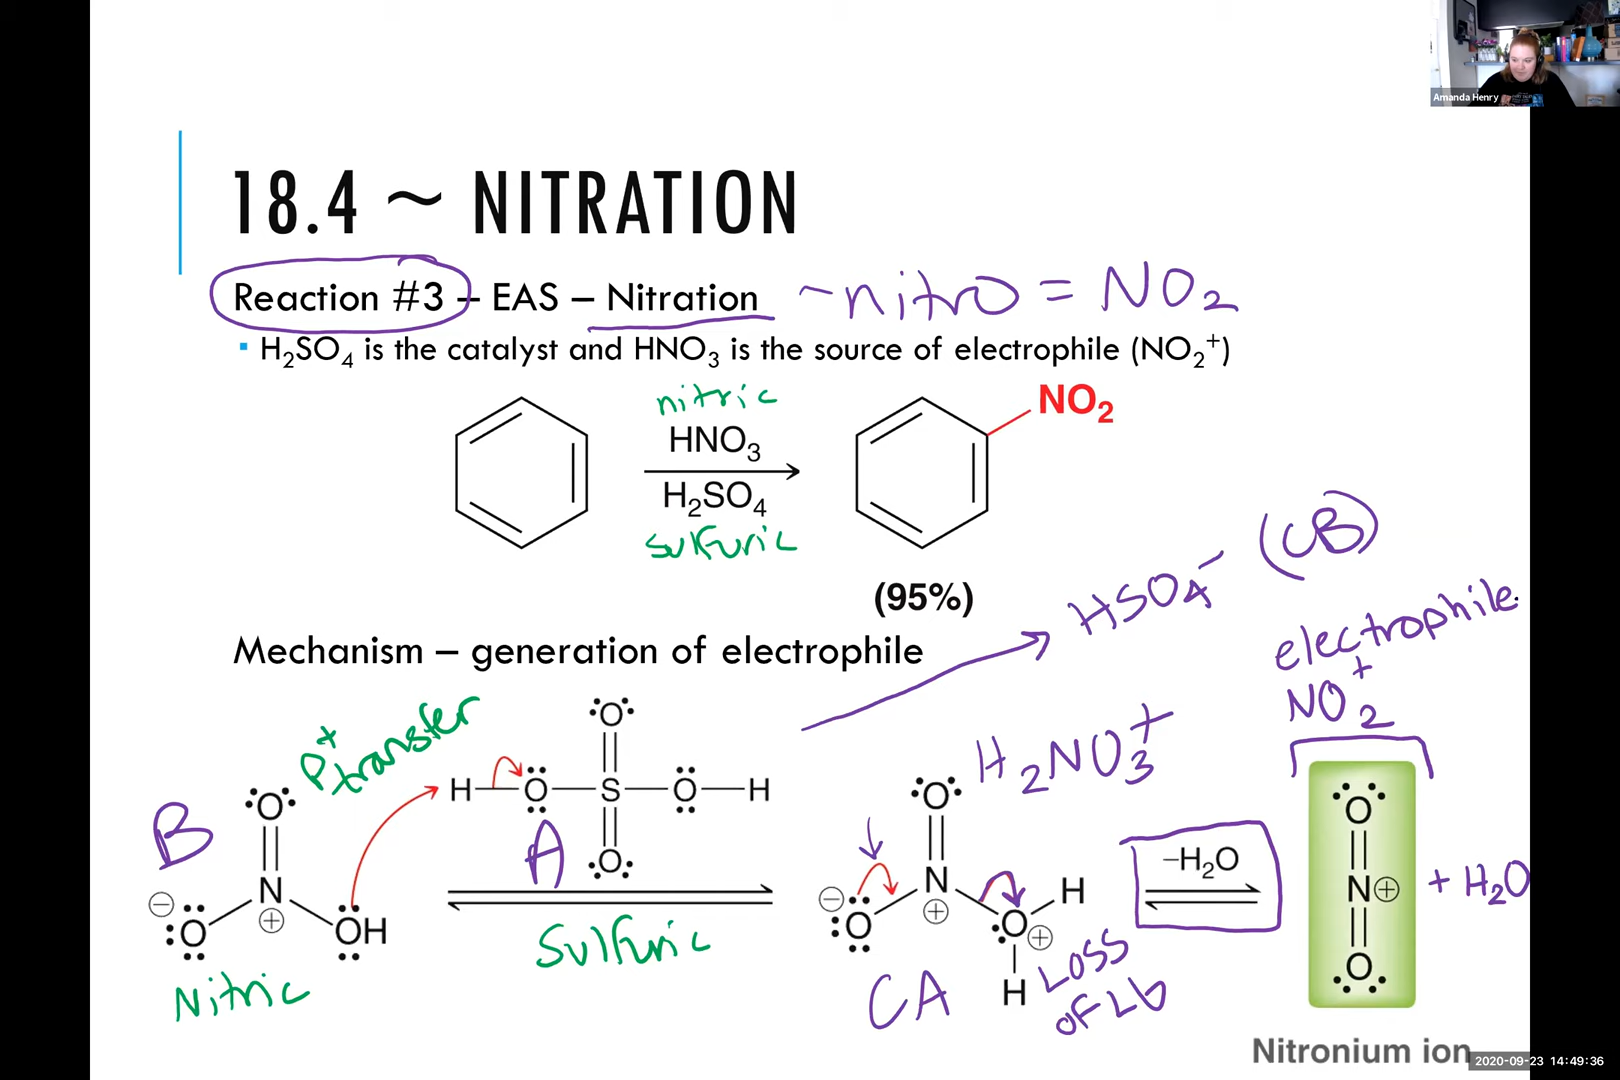 Amanda Henry
18.4 ~ NITRATION
Reaction #3 – EAS – Nitration ~nitro = NO2
▪ H2SO4 is the catalyst and HNO3 is the source of electrophile (NO2+)
nitric
HNO3
H2SO4
sulfuric
NO2
(95%)
HSO4− (CB)
Mechanism – generation of electrophile
electrophile
NO2+
P+ transfer
H2NO3+
B
O
N
⊕
⊖
O
OH
Nitric
O
H—O—S—O—H
A
O
Sulfuric
O
N
⊕
⊖
O
O
⊕
H
H
CA
Loss
of LG
–H2O
O
N⊕
O
+ H2O
Nitronium ion
2020-09-23 14:49:36